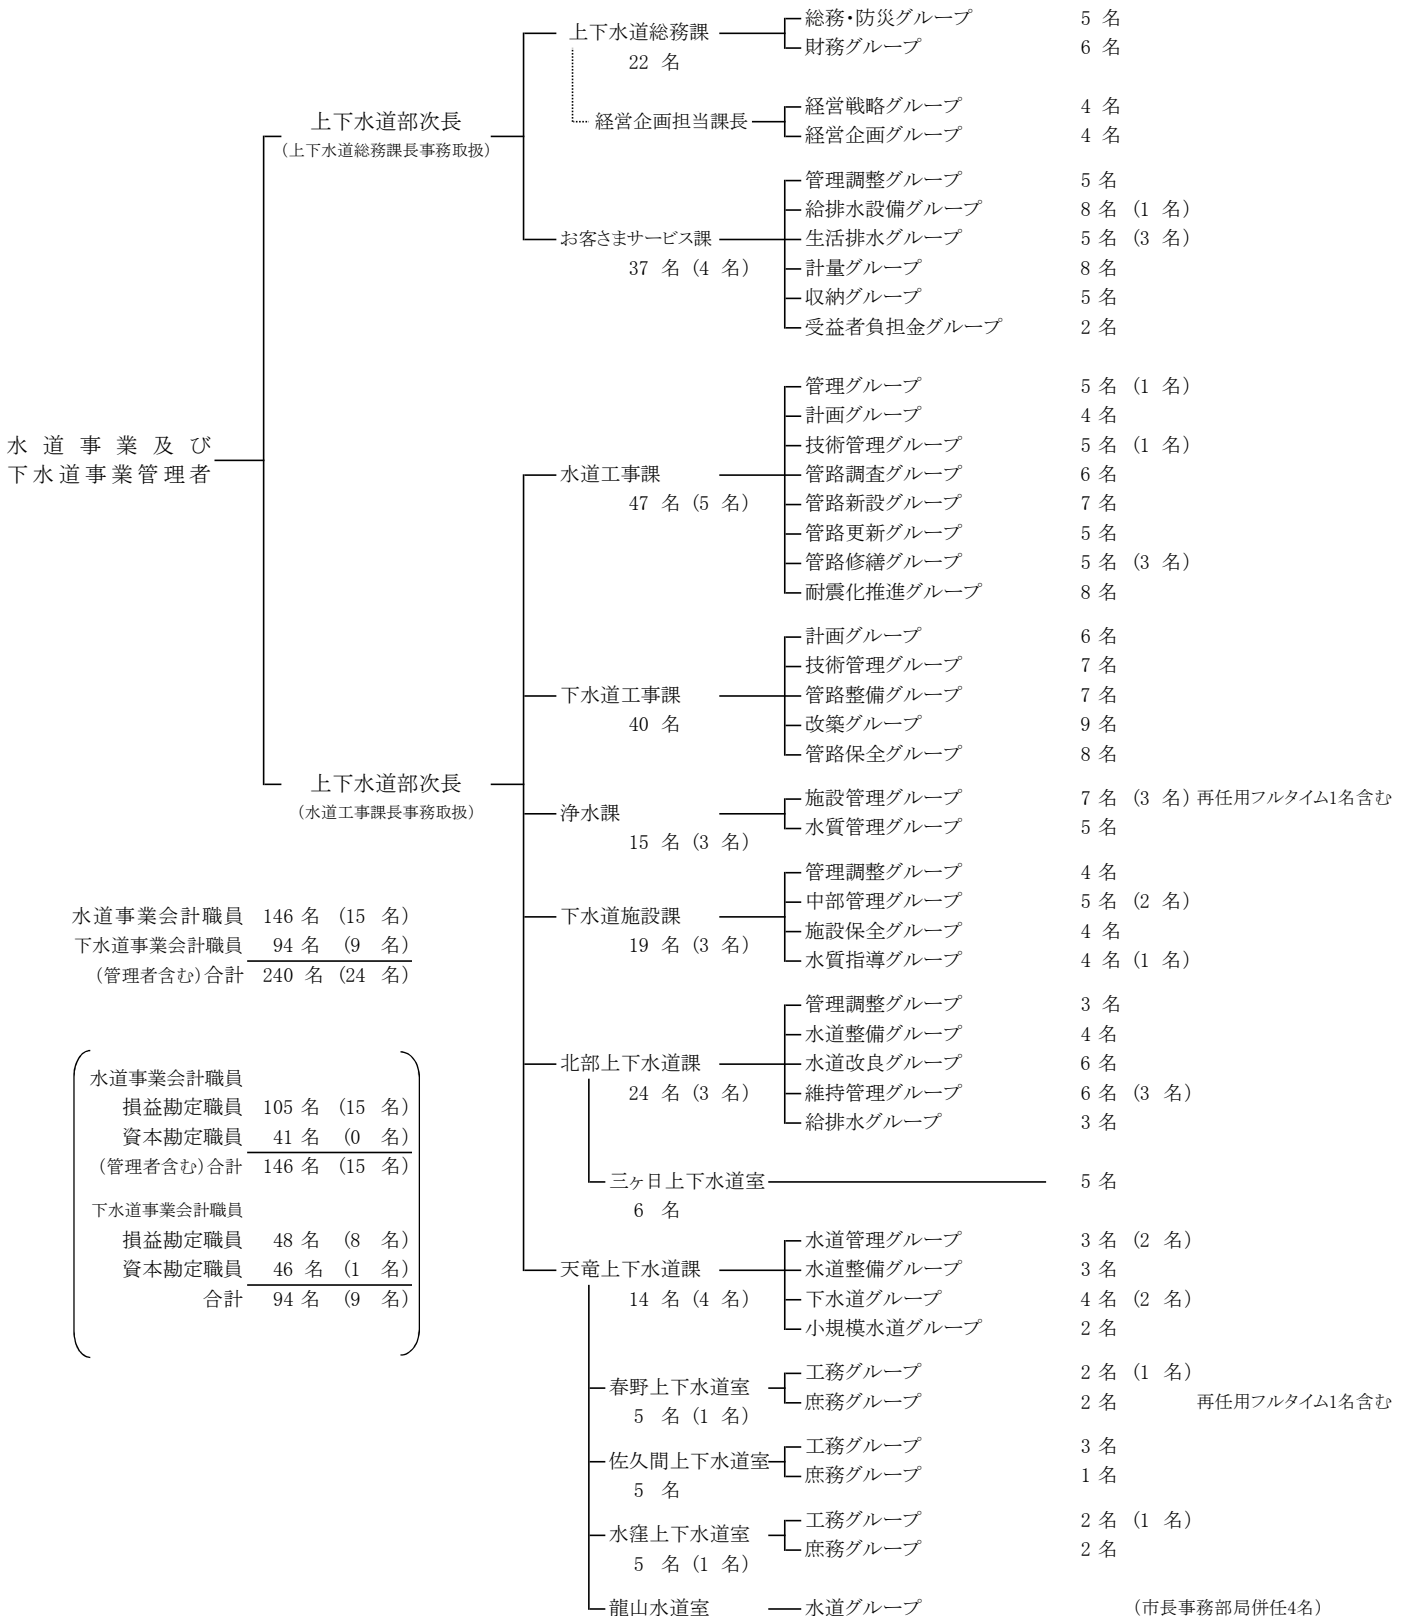 総務・防災グループ 5 名
上下水道総務課 財務グループ 6 名
22 名
経営戦略グループ 4 名
上下水道部次長 経営企画担当課長 経営企画グループ 4 名
(上下水道総務課長事務取扱)
管理調整グループ 5 名
給排水設備グループ 8 名 (1 名)
お客さまサービス課 生活排水グループ 5 名 (3 名)
37 名 (4 名) 計量グループ 8 名
収納グループ 5 名
受益者負担金グループ 2 名
管理グループ 5 名 (1 名)
計画グループ 4 名
水道事業及び 技術管理グループ 5 名 (1 名)
下水道事業管理者 水道工事課 管路調査グループ 6 名
47 名 (5 名) 管路新設グループ 7 名
管路更新グループ 5 名
管路修繕グループ 5 名 (3 名)
耐震化推進グループ 8 名
計画グループ 6 名
技術管理グループ 7 名
下水道工事課 管路整備グループ 7 名
40 名 改築グループ 9 名
管路保全グループ 8 名
上下水道部次長 施設管理グループ 7 名 (3 名) 再任用フルタイム1名含む
(水道工事課長事務取扱) 浄水課 水質管理グループ 5 名
15 名 (3 名)
管理調整グループ 4 名
水道事業会計職員 146 名 (15 名) 下水道施設課 中部管理グループ 5 名 (2 名)
下水道事業会計職員 94 名 (9 名) 19 名 (3 名) 施設保全グループ 4 名
(管理者含む)合計 240 名 (24 名) 水質指導グループ 4 名 (1 名)
管理調整グループ 3 名
水道整備グループ 4 名
水道事業会計職員 北部上下水道課 水道改良グループ 6 名
損益勘定職員 105 名 (15 名) 24 名 (3 名) 維持管理グループ 6 名 (3 名)
資本勘定職員 41 名 (0 名) 給排水グループ 3 名
(管理者含む)合計 146 名 (15 名)
三ヶ日上下水道室 5 名
下水道事業会計職員 6 名
損益勘定職員 48 名 (8 名) 水道管理グループ 3 名 (2 名)
資本勘定職員 46 名 (1 名) 天竜上下水道課 水道整備グループ 3 名
合計 94 名 (9 名) 14 名 (4 名) 下水道グループ 4 名 (2 名)
小規模水道グループ 2 名
春野上下水道室 工務グループ 2 名 (1 名)
5 名 (1 名) 庶務グループ 2 名 再任用フルタイム1名含む
佐久間上下水道室 工務グループ 3 名
5 名 庶務グループ 1 名
水窪上下水道室 工務グループ 2 名 (1 名)
5 名 (1 名) 庶務グループ 2 名
龍山水道室 水道グループ (市長事務部局併任4名)